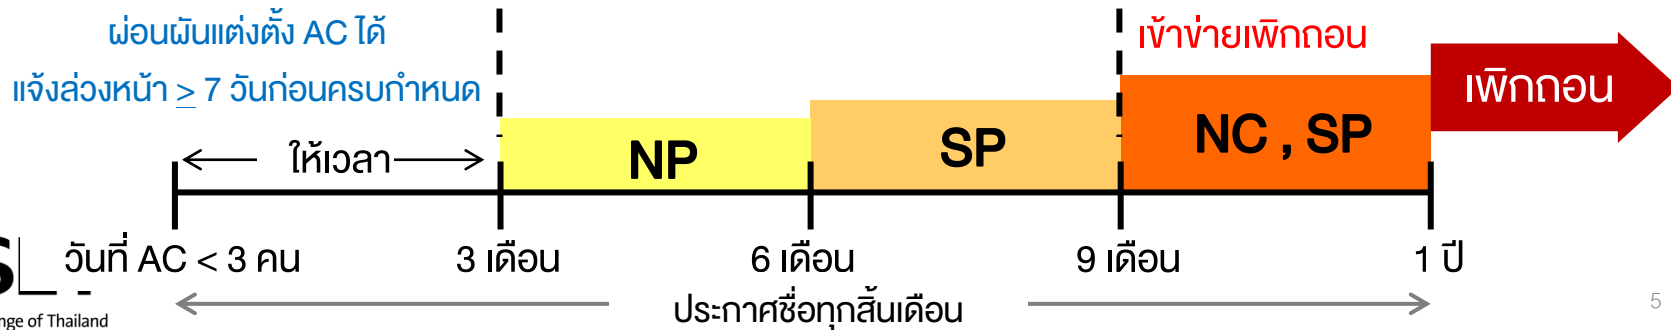 ผ่อนผันแต่งตั้ง AC ได้
แจ้งล่วงหน้า ≥ 7 วันก่อนครบกำหนด
เข้าข่ายเพิกถอน
เพิกถอน
ให้เวลา
NP
SP
NC , SP
วันที่ AC < 3 คน
3 เดือน
6 เดือน
9 เดือน
1 ปี
ประกาศชื่อทุกสิ้นเดือน
nge of Thailand
5